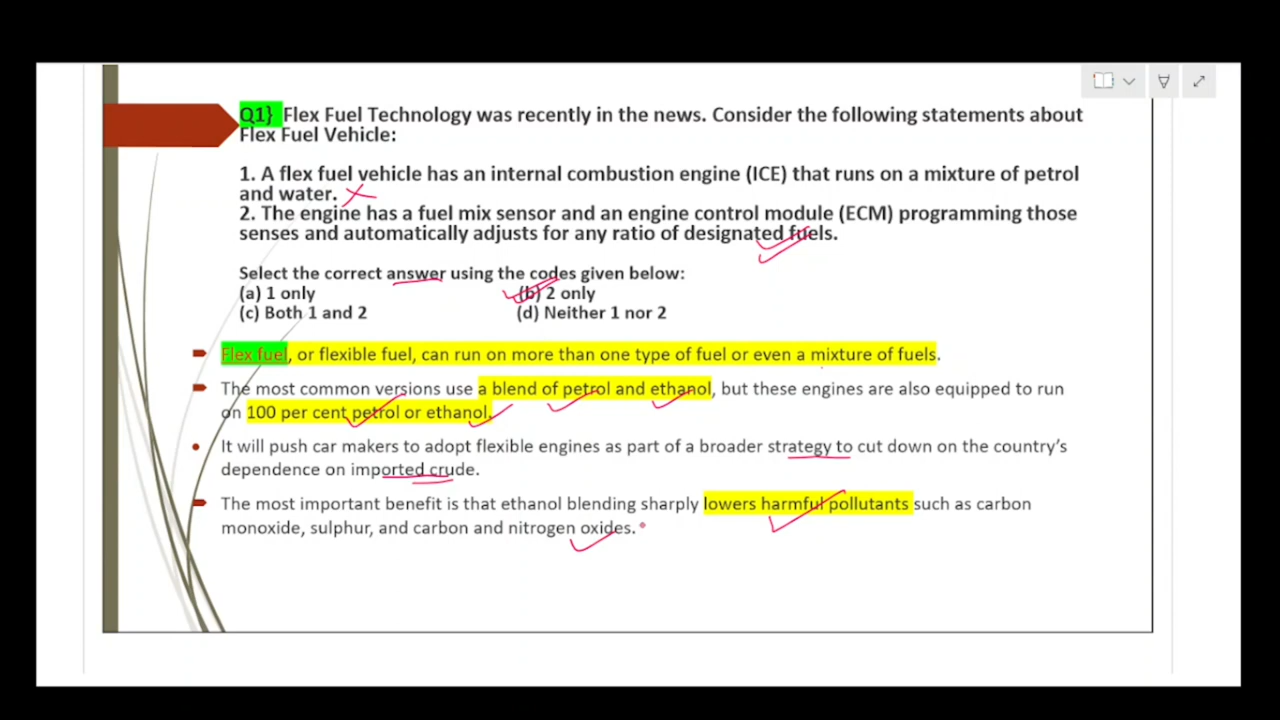 Q1} Flex Fuel Technology was recently in the news. Consider the following statements about
Flex Fuel Vehicle:
1. A flex fuel vehicle has an internal combustion engine (ICE) that runs on a mixture of petrol
and water.
2. The engine has a fuel mix sensor and an engine control module (ECM) programming those
senses and automatically adjusts for any ratio of designated fuels.
Select the correct answer using the codes given below:
(a) 1 only (b) 2 only
(c) Both 1 and 2 (d) Neither 1 nor 2
Flex fuel, or flexible fuel, can run on more than one type of fuel or even a mixture of fuels.
The most common versions use a blend of petrol and ethanol, but these engines are also equipped to run
on 100 per cent petrol or ethanol.
It will push car makers to adopt flexible engines as part of a broader strategy to cut down on the country's
dependence on imported crude.
The most important benefit is that ethanol blending sharply lowers harmful pollutants such as carbon
monoxide, sulphur, and carbon and nitrogen oxides.